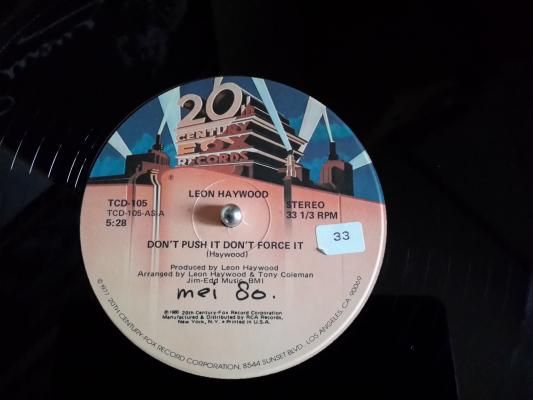 20th
CENTURY
FOX
RECORDS
LEON HAYWOOD
TCD-105
TCD-105-AS-A
5:28
STEREO
33 1/3 RPM
33
DON'T PUSH IT DON'T FORCE IT
(Haywood)
Produced by Leon Haywood
Arranged by Leon Haywood & Tony Coleman
Jim-Edd Music, BMI
mei 80.
℗ 1980 20th Century-Fox Record Corporation
Manufactured & Distributed by RCA Records,
New York, N.Y. • Printed in U.S.A.
© 1977 20TH CENTURY-FOX RECORD CORPORATION, 8544 SUNSET BLVD., LOS ANGELES, CA. 90069